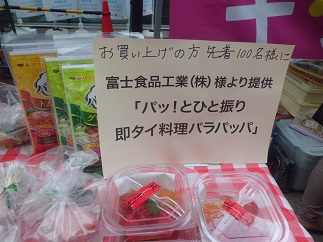 お買い上げの方 先着100名様に
富士食品工業(株)様より提供
「パッ!とひと振り
即タイ料理パラパッパ」